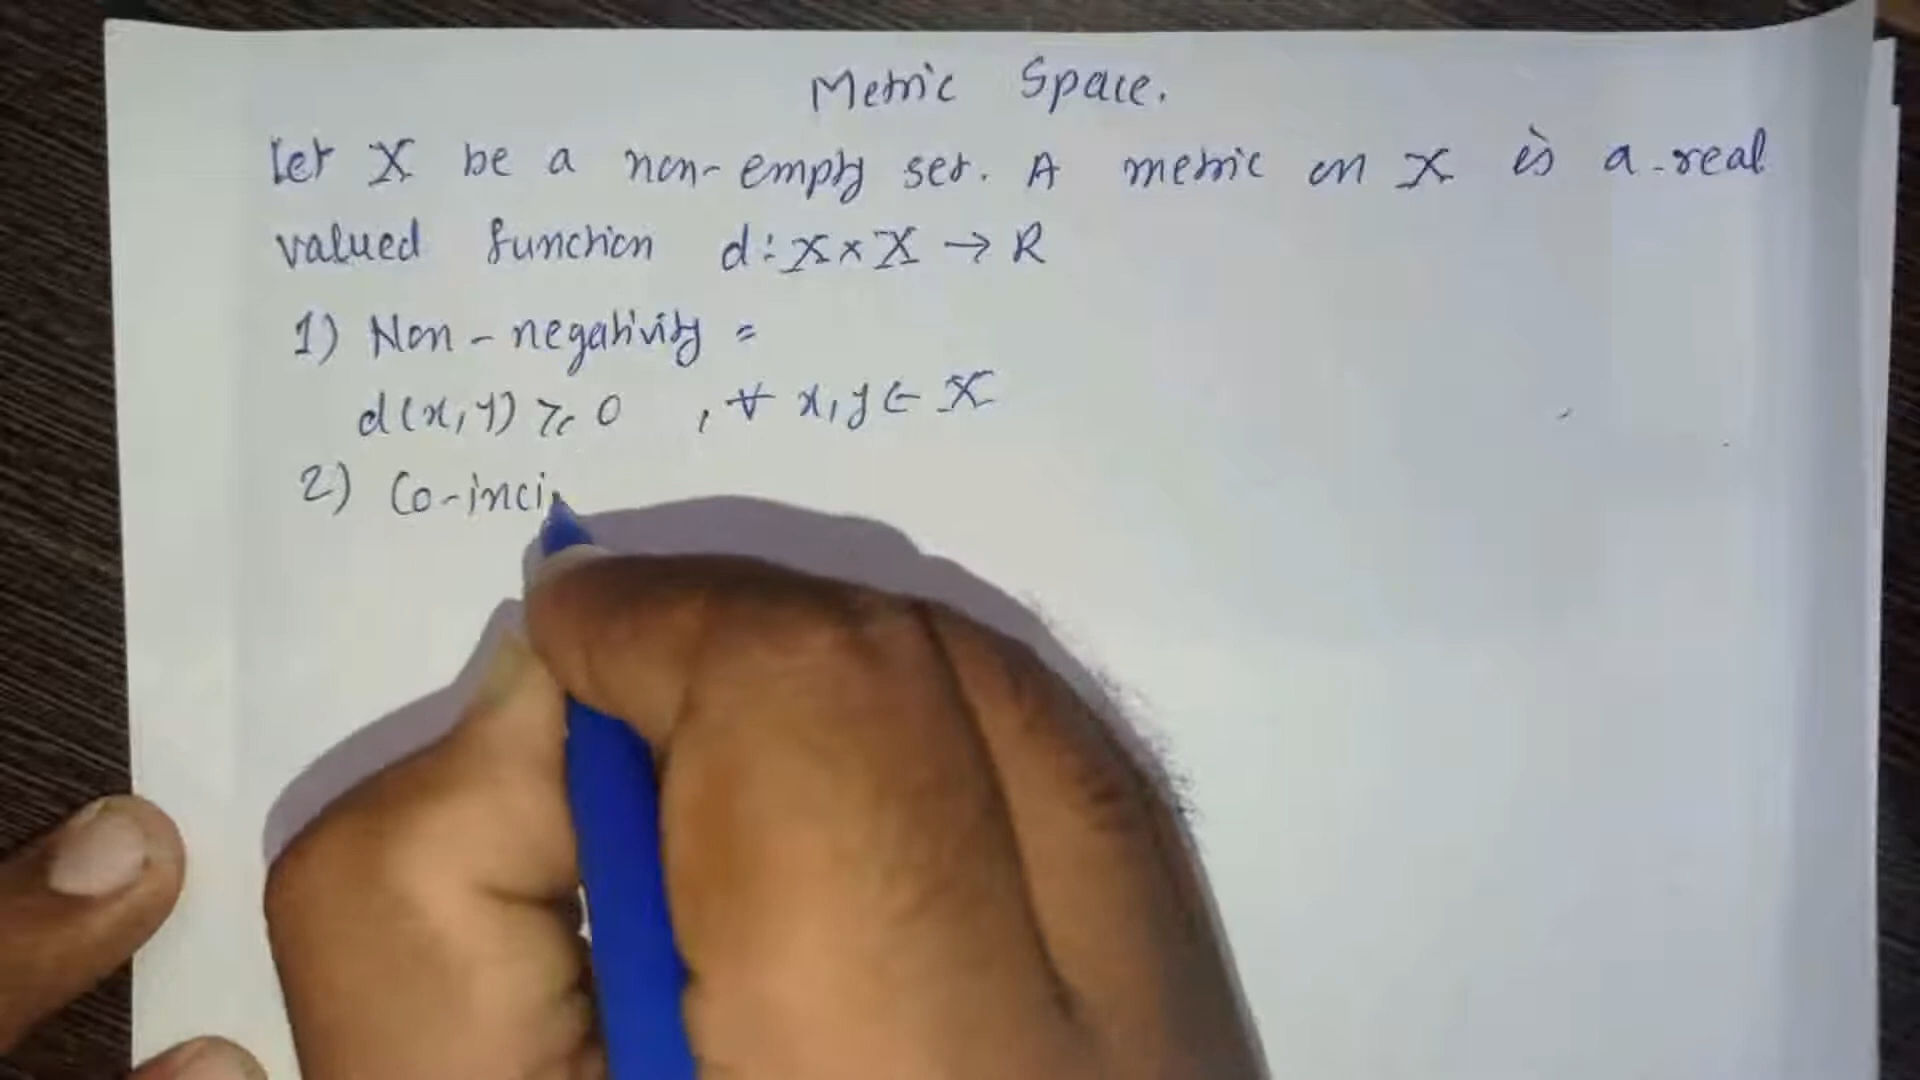 Metric Space.
Let X be a non-empty set. A metric on X is a real
valued function d: X × X → R
1) Non-negativity =
d(x,y) ≥ 0 , ∀ x,y ∈ X
2) Co-inci